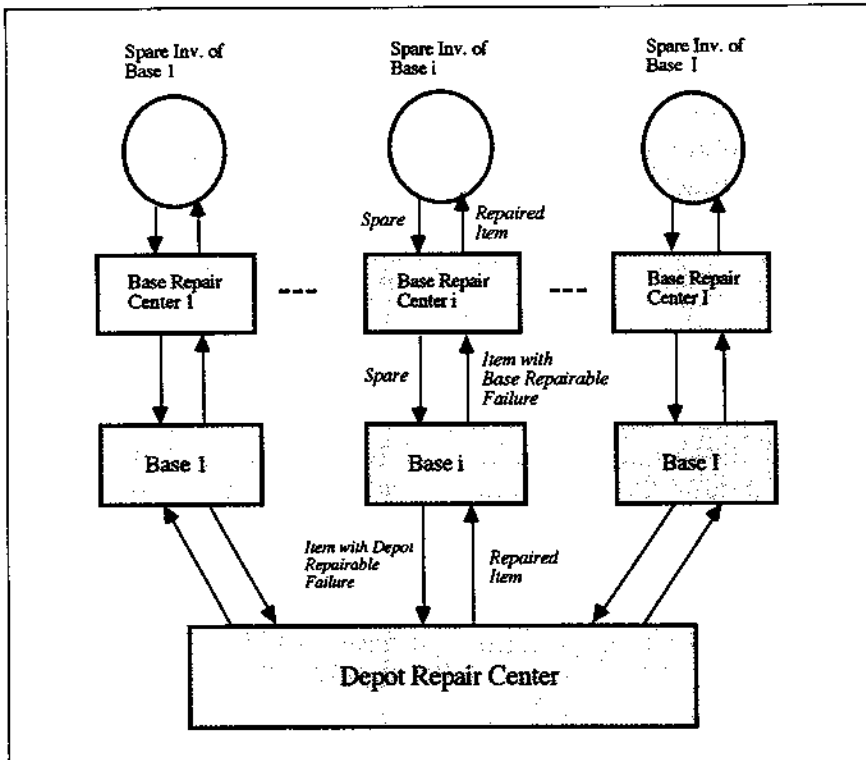 Spare Inv. of
Base 1
Spare Inv. of
Base i
Spare Inv. of
Base I
Spare
Repaired
Item
Base Repair
Center 1
---
Base Repair
Center i
---
Base Repair
Center I
Spare
Item with
Base Repairable
Failure
Base 1
Base i
Base I
Item with Depot
Repairable
Failure
Repaired
Item
Depot Repair Center